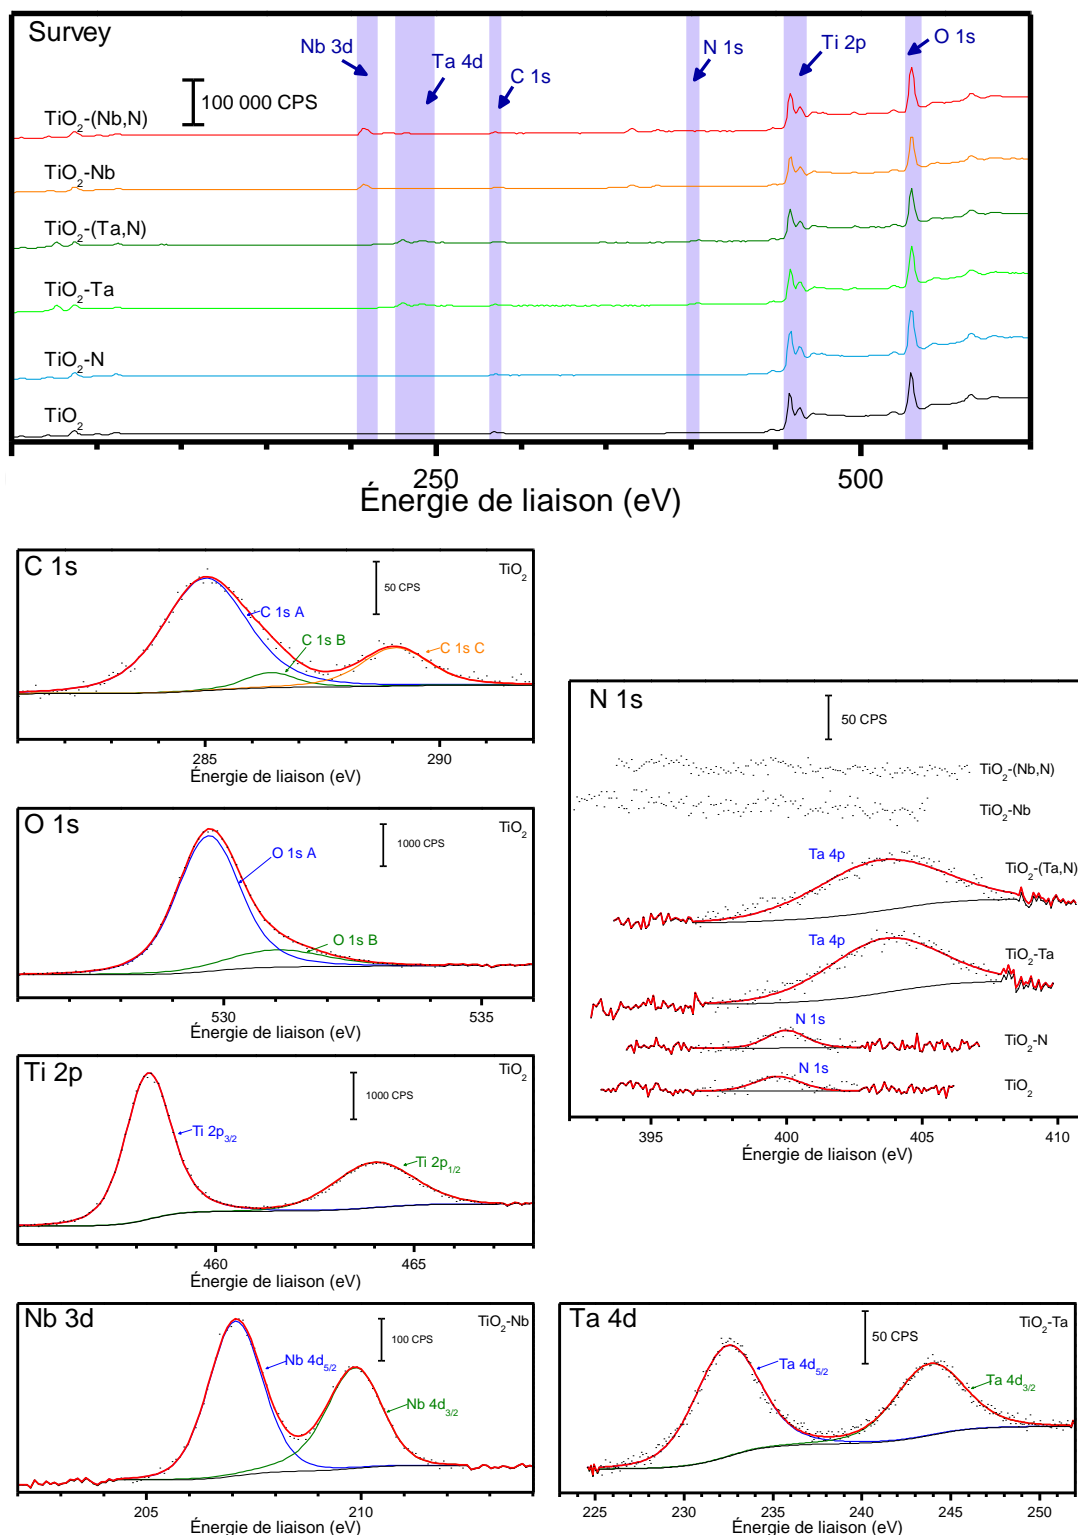 Survey
Nb 3d
Ta 4d
C 1s
N 1s
Ti 2p
O 1s
100 000 CPS
TiO2-(Nb,N)
TiO2-Nb
TiO2-(Ta,N)
TiO2-Ta
TiO2-N
TiO2
250
500
Énergie de liaison (eV)
C 1s
50 CPS
TiO2
C 1s A
C 1s B
C 1s C
285
290
Énergie de liaison (eV)
O 1s
1000 CPS
TiO2
O 1s A
O 1s B
530
535
Énergie de liaison (eV)
Ti 2p
1000 CPS
TiO2
Ti 2p3/2
Ti 2p1/2
460
465
Énergie de liaison (eV)
N 1s
50 CPS
TiO2-(Nb,N)
TiO2-Nb
Ta 4p
TiO2-(Ta,N)
Ta 4p
TiO2-Ta
N 1s
TiO2-N
N 1s
TiO2
395
400
405
410
Énergie de liaison (eV)
Nb 3d
100 CPS
TiO2-Nb
Nb 4d5/2
Nb 4d3/2
205
210
Énergie de liaison (eV)
Ta 4d
50 CPS
TiO2-Ta
Ta 4d5/2
Ta 4d3/2
225
230
235
240
245
250
Énergie de liaison (eV)